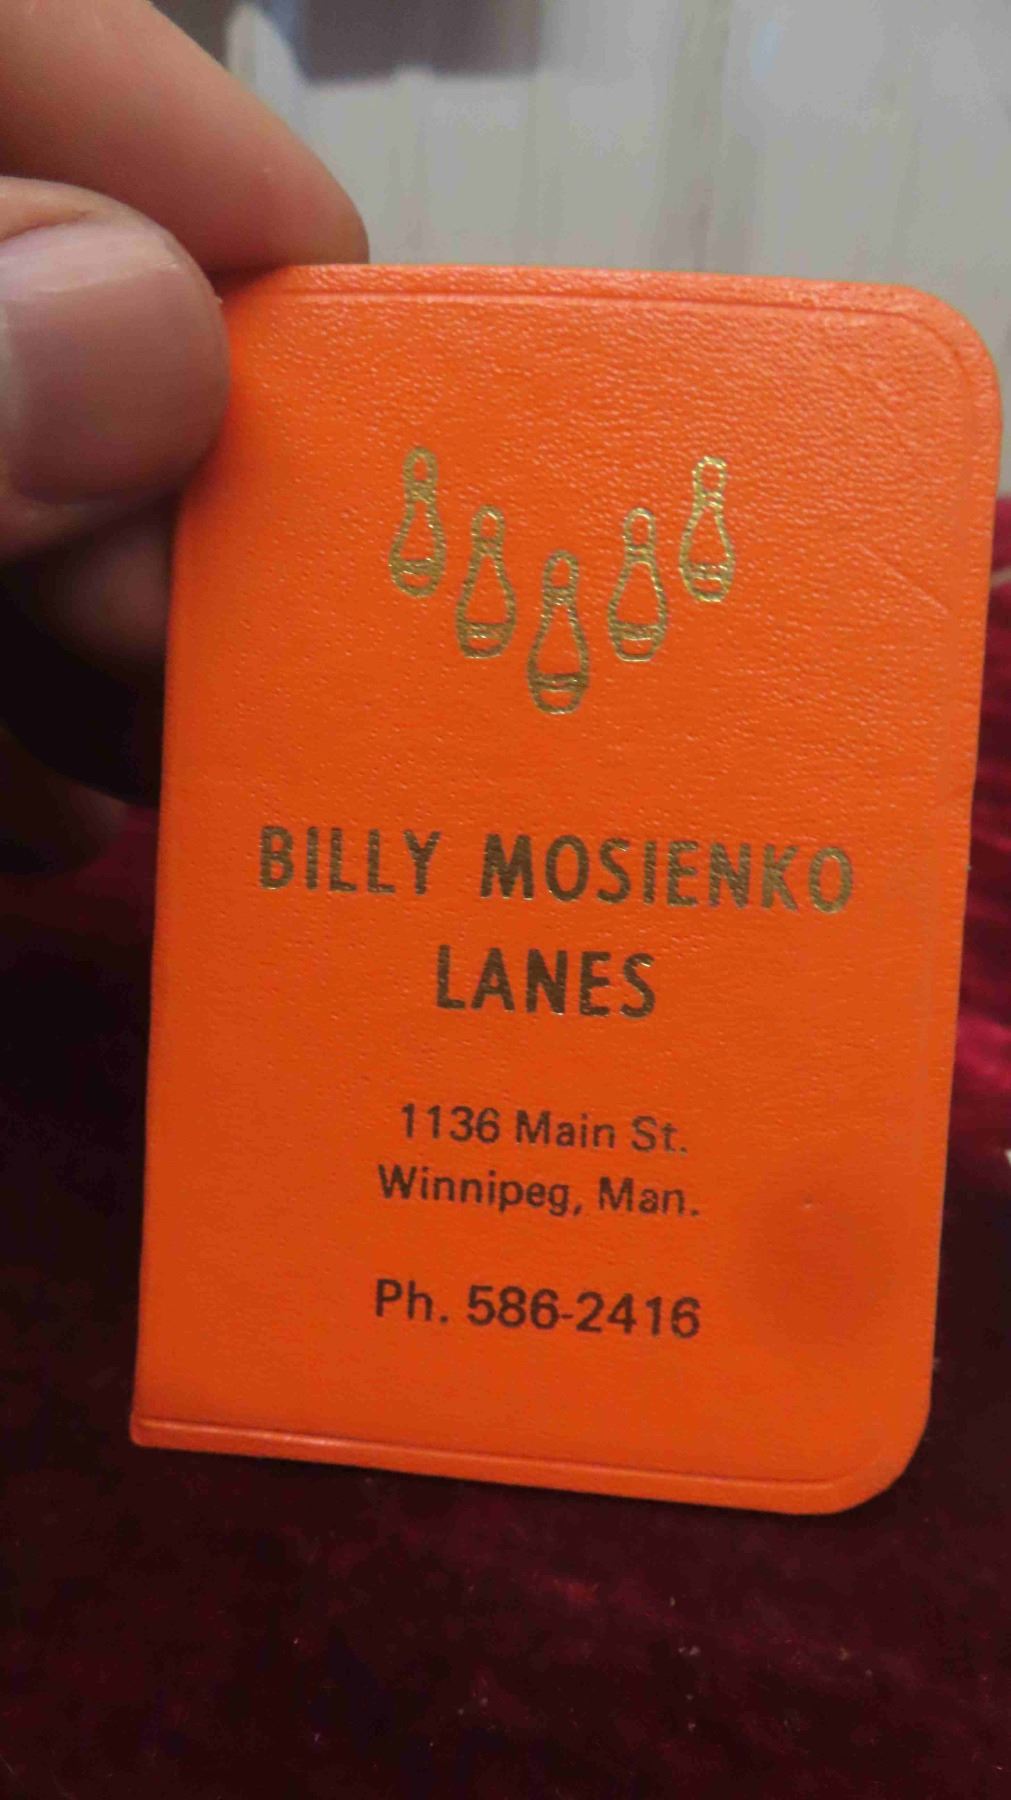 BILLY MOSIENKO
LANES
1136 Main St.
Winnipeg, Man.
Ph. 586-2416